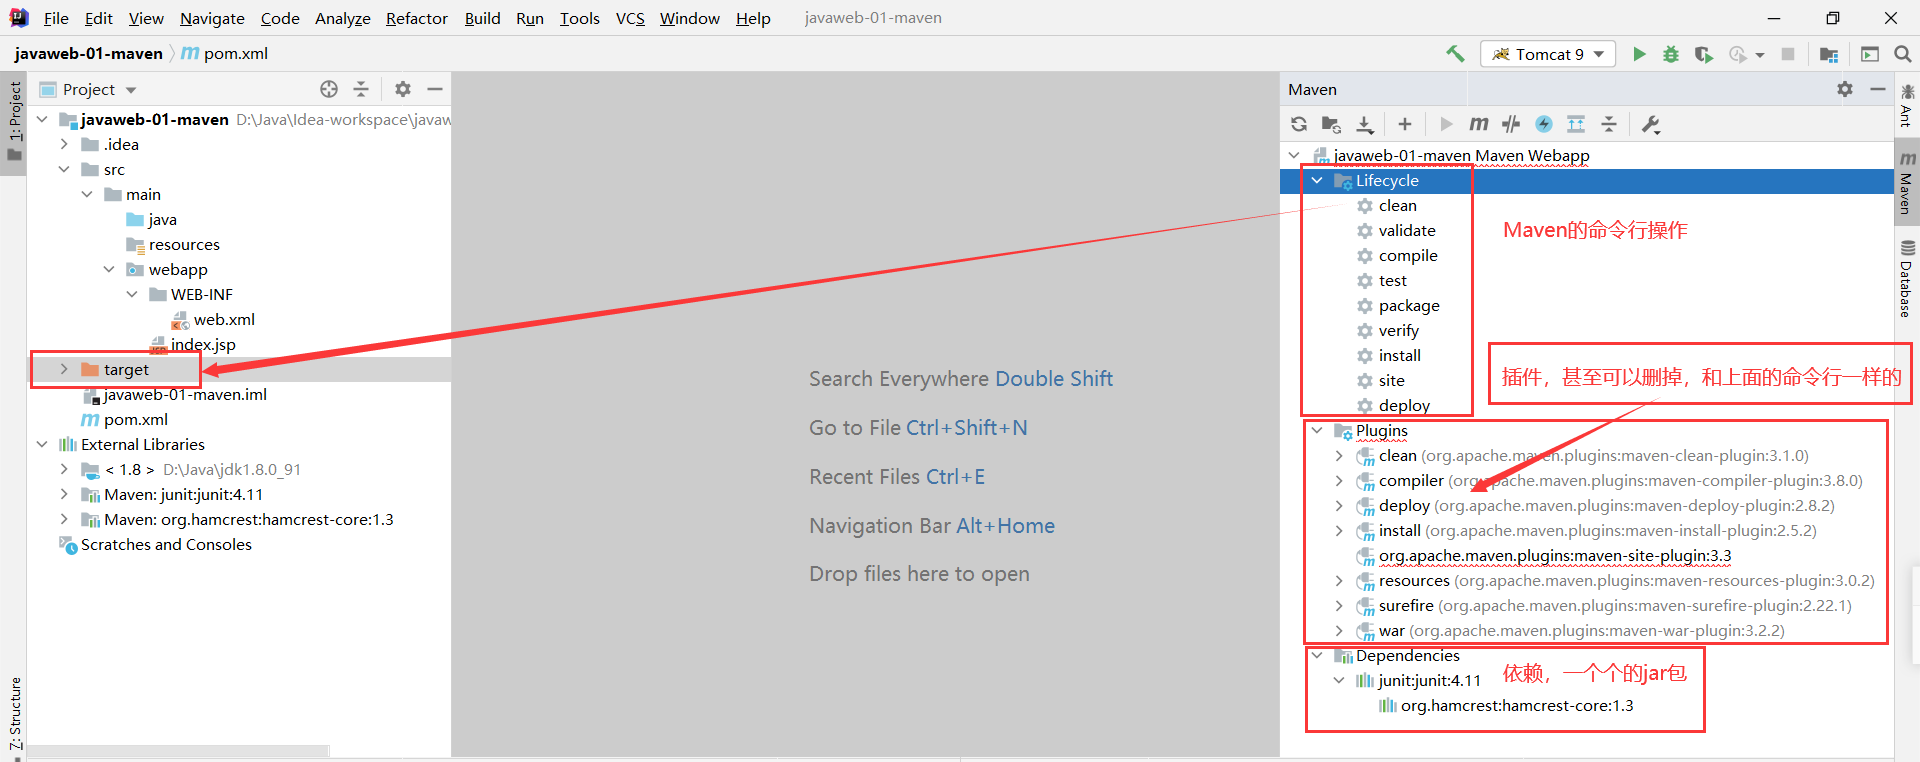 File Edit View Navigate Code Analyze Refactor Build Run Tools VCS Window Help javaweb-01-maven
javaweb-01-maven pom.xml
Tomcat 9
1: Project
7: Structure
Project
javaweb-01-maven D:\Java\Idea-workspace\javaw
.idea
src
main
java
resources
webapp
WEB-INF
web.xml
index.jsp
target
javaweb-01-maven.iml
pom.xml
External Libraries
< 1.8 > D:\Java\jdk1.8.0_91
Maven: junit:junit:4.11
Maven: org.hamcrest:hamcrest-core:1.3
Scratches and Consoles
Search Everywhere Double Shift
Go to File Ctrl+Shift+N
Recent Files Ctrl+E
Navigation Bar Alt+Home
Drop files here to open
Maven
javaweb-01-maven Maven Webapp
Lifecycle
clean
validate
compile
test
package
verify
install
site
deploy
Maven的命令行操作
插件，甚至可以删掉，和上面的命令行一样的
Plugins
clean (org.apache.maven.plugins:maven-clean-plugin:3.1.0)
compiler (org.apache.maven.plugins:maven-compiler-plugin:3.8.0)
deploy (org.apache.maven.plugins:maven-deploy-plugin:2.8.2)
install (org.apache.maven.plugins:maven-install-plugin:2.5.2)
org.apache.maven.plugins:maven-site-plugin:3.3
resources (org.apache.maven.plugins:maven-resources-plugin:3.0.2)
surefire (org.apache.maven.plugins:maven-surefire-plugin:2.22.1)
war (org.apache.maven.plugins:maven-war-plugin:3.2.2)
Dependencies
junit:junit:4.11
org.hamcrest:hamcrest-core:1.3
依赖，一个个的jar包
Ant
Maven
Database